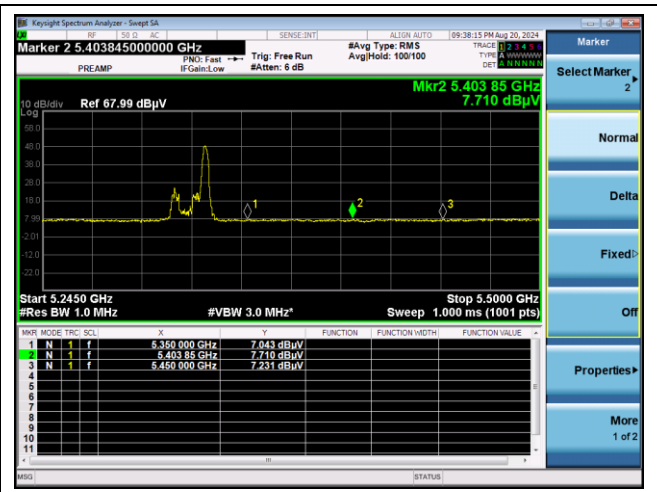 Keysight Spectrum Analyzer - Swept SA
RF 50 Ω AC SENSE:INT ALIGN AUTO 09:38:15 PM Aug 20, 2024
Marker 2 5.403845000000 GHz
PREAMP
PNO: Fast
IFGain:Low
Trig: Free Run
#Atten: 6 dB
#Avg Type: RMS
Avg|Hold: 100/100
TRACE 1 2 3 4 5 6
TYPE A WWWWW
DET A N N N N N
Marker
Select Marker
2
Normal
Delta
Fixed
Off
Properties
More
1 of 2
Mkr2 5.403 85 GHz
7.710 dBµV
10 dB/div Ref 67.99 dBµV
Log
58.0
48.0
38.0
28.0
18.0
7.99
-2.01
-12.0
-22.0
1
2
3
Start 5.2450 GHz Stop 5.5000 GHz
#Res BW 1.0 MHz #VBW 3.0 MHz* Sweep 1.000 ms (1001 pts)
MKR MODE TRC SCL X Y FUNCTION FUNCTION WIDTH FUNCTION VALUE
1 N 1 f 5.350 000 GHz 7.043 dBµV
2 N 1 f 5.403 85 GHz 7.710 dBµV
3 N 1 f 5.450 000 GHz 7.231 dBµV
4
5
6
7
8
9
10
11
MSG STATUS